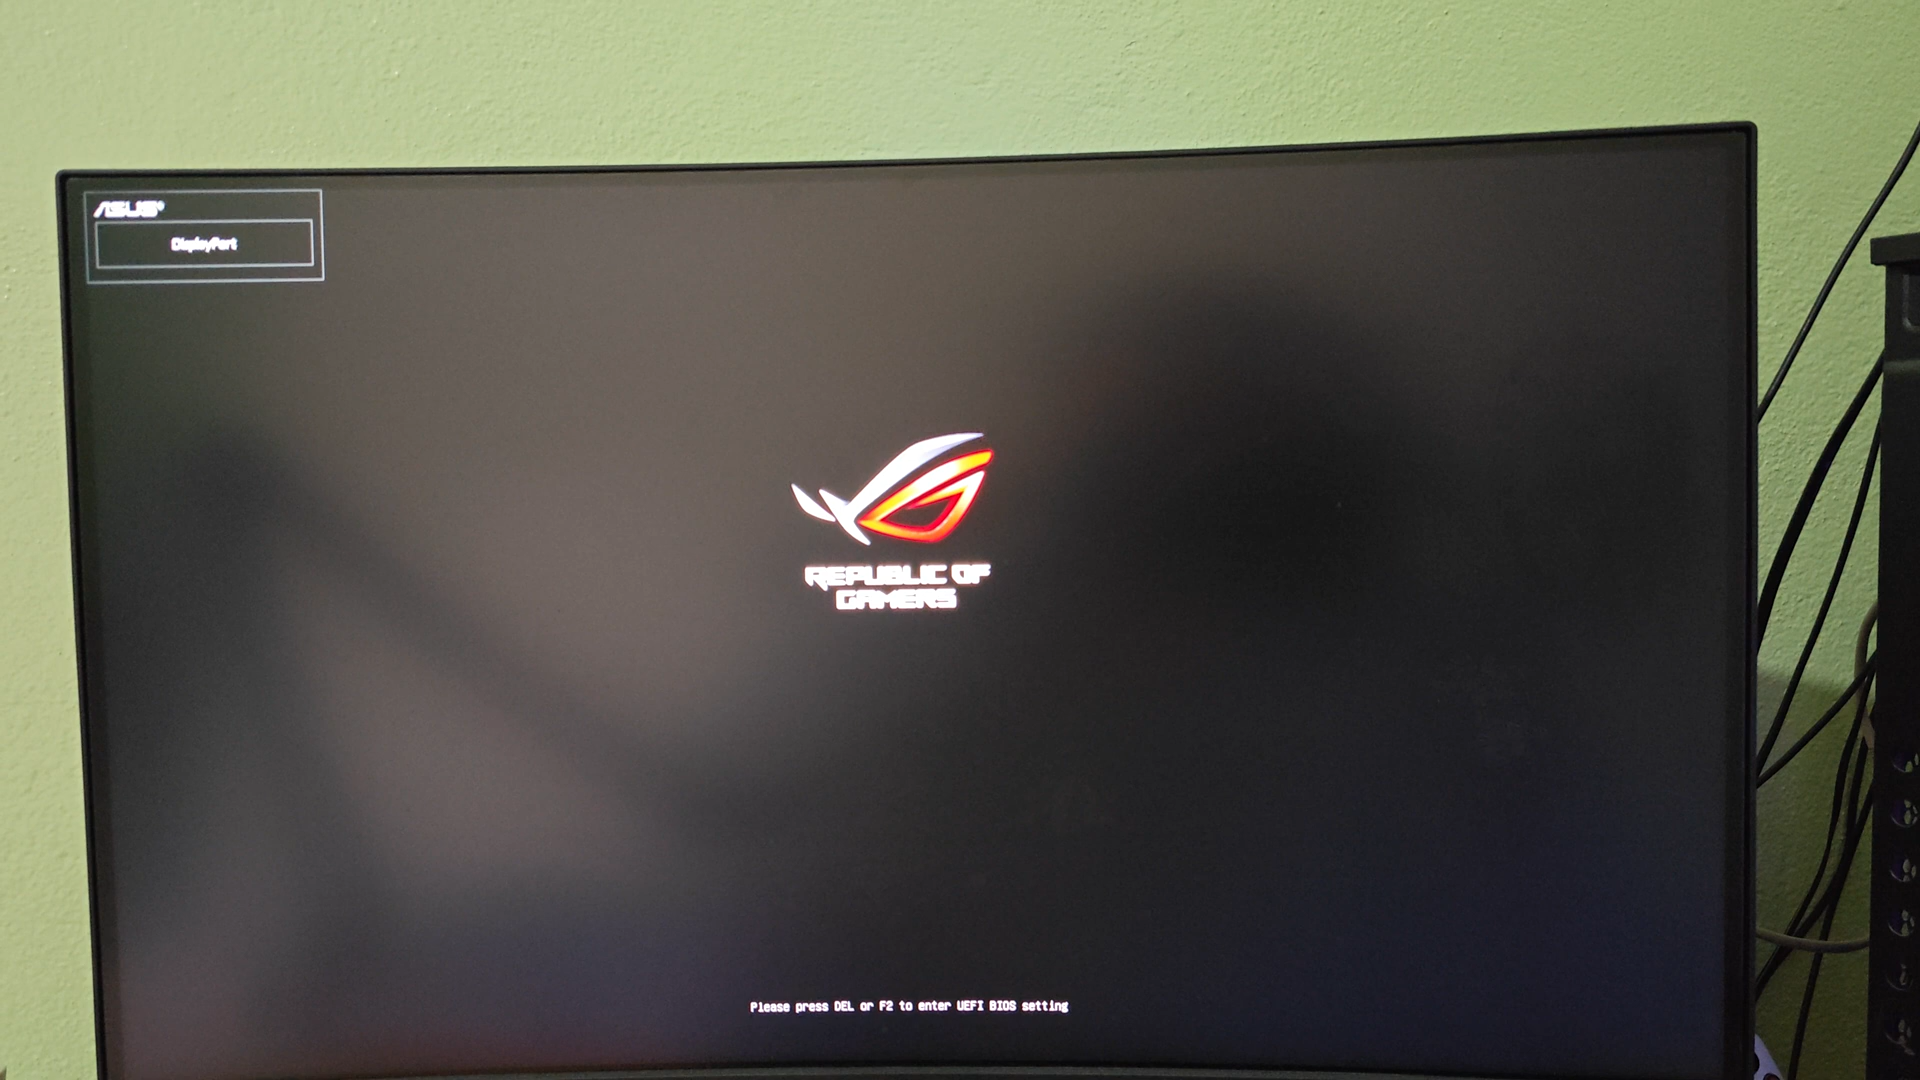 ASUS
DisplayPort
REPUBLIC OF
GAMERS
Please press DEL or F2 to enter UEFI BIOS setting